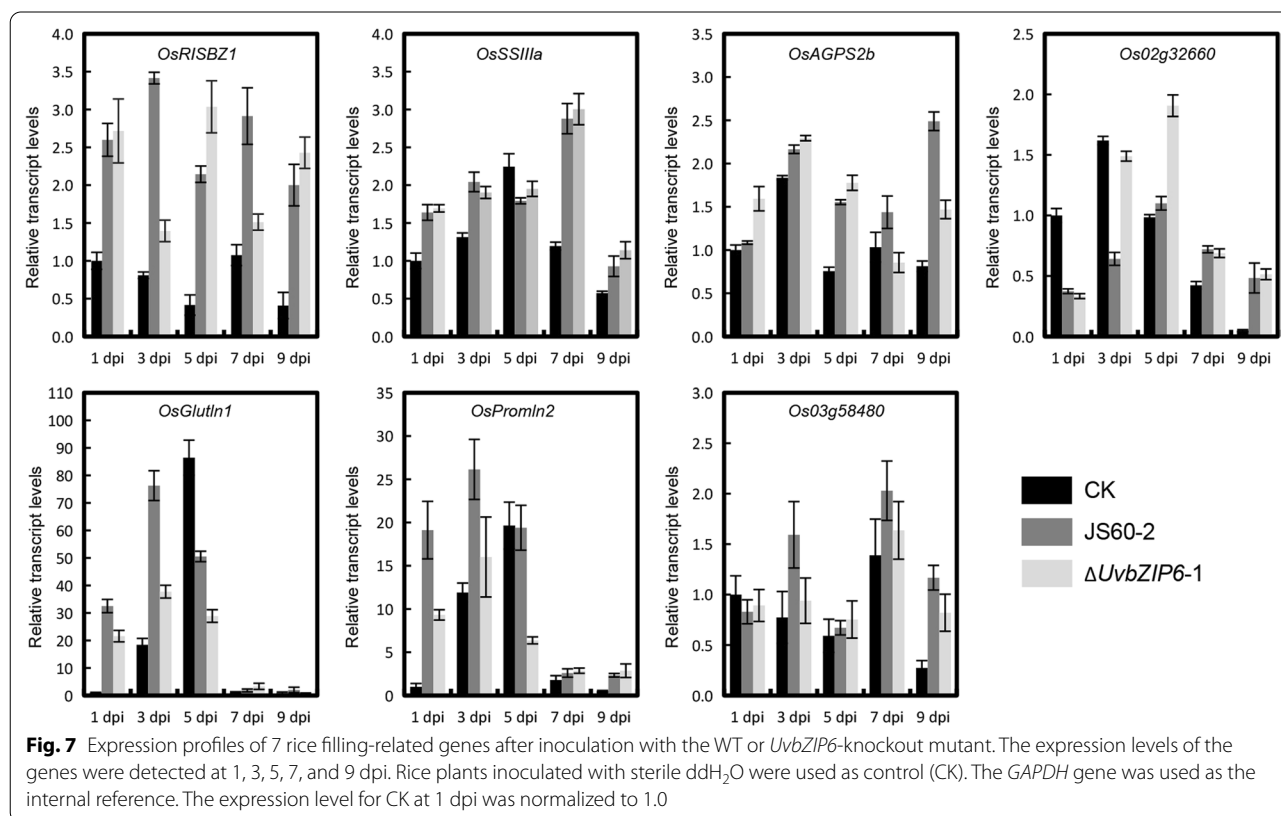 OsRISBZ1
Relative transcript levels
4.0
3.5
3.0
2.5
2.0
1.5
1.0
0.5
0.0
1 dpi 3 dpi 5 dpi 7 dpi 9 dpi
OsSSIIIa
Relative transcript levels
4.0
3.5
3.0
2.5
2.0
1.5
1.0
0.5
0.0
1 dpi 3 dpi 5 dpi 7 dpi 9 dpi
OsAGPS2b
Relative transcript levels
3.5
3.0
2.5
2.0
1.5
1.0
0.5
0.0
1 dpi 3 dpi 5 dpi 7 dpi 9 dpi
Os02g32660
Relative transcript levels
2.5
2.0
1.5
1.0
0.5
0.0
1 dpi 3 dpi 5 dpi 7 dpi 9 dpi
OsGlutln1
Relative transcript levels
110
100
90
80
70
60
50
40
30
20
10
0
1 dpi 3 dpi 5 dpi 7 dpi 9 dpi
OsPromln2
Relative transcript levels
35
30
25
20
15
10
5
0
1 dpi 3 dpi 5 dpi 7 dpi 9 dpi
Os03g58480
Relative transcript levels
3.0
2.5
2.0
1.5
1.0
0.5
0.0
1 dpi 3 dpi 5 dpi 7 dpi 9 dpi
CK
JS60-2
ΔUvbZIP6-1
Fig. 7 Expression profiles of 7 rice filling-related genes after inoculation with the WT or UvbZIP6-knockout mutant. The expression levels of the
genes were detected at 1, 3, 5, 7, and 9 dpi. Rice plants inoculated with sterile ddH₂O were used as control (CK). The GAPDH gene was used as the
internal reference. The expression level for CK at 1 dpi was normalized to 1.0